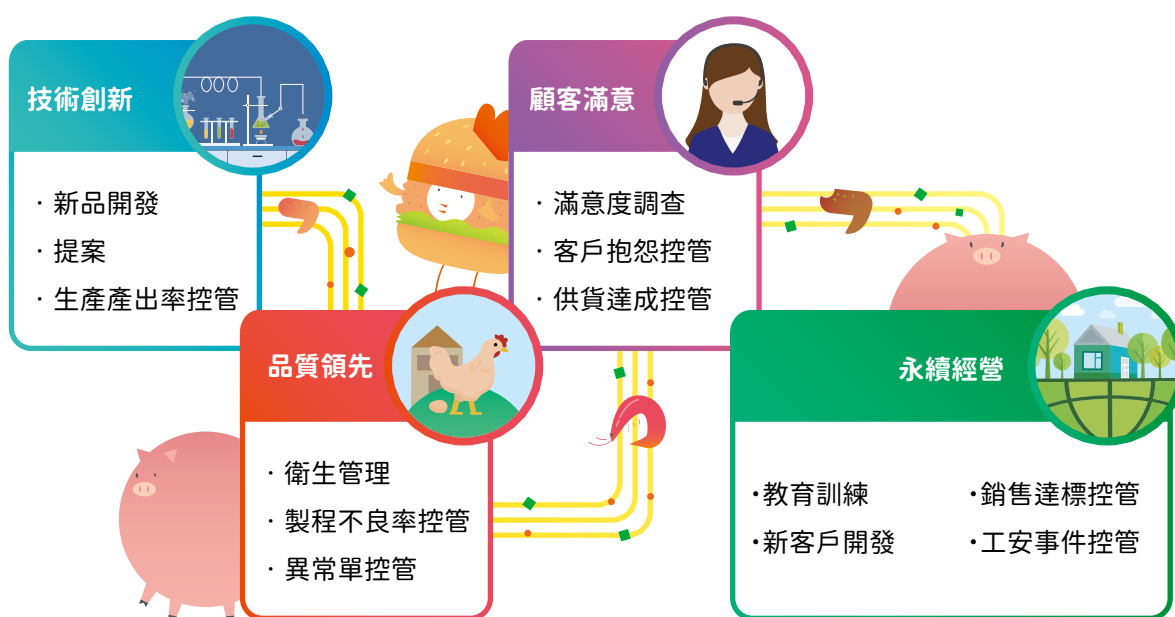 技術創新
· 新品開發
· 提案
· 生產產出率控管
品質領先
· 衛生管理
· 製程不良率控管
· 異常單控管
顧客滿意
· 滿意度調查
· 客戶抱怨控管
· 供貨達成控管
永續經營
·教育訓練
·新客戶開發
·銷售達標控管
·工安事件控管